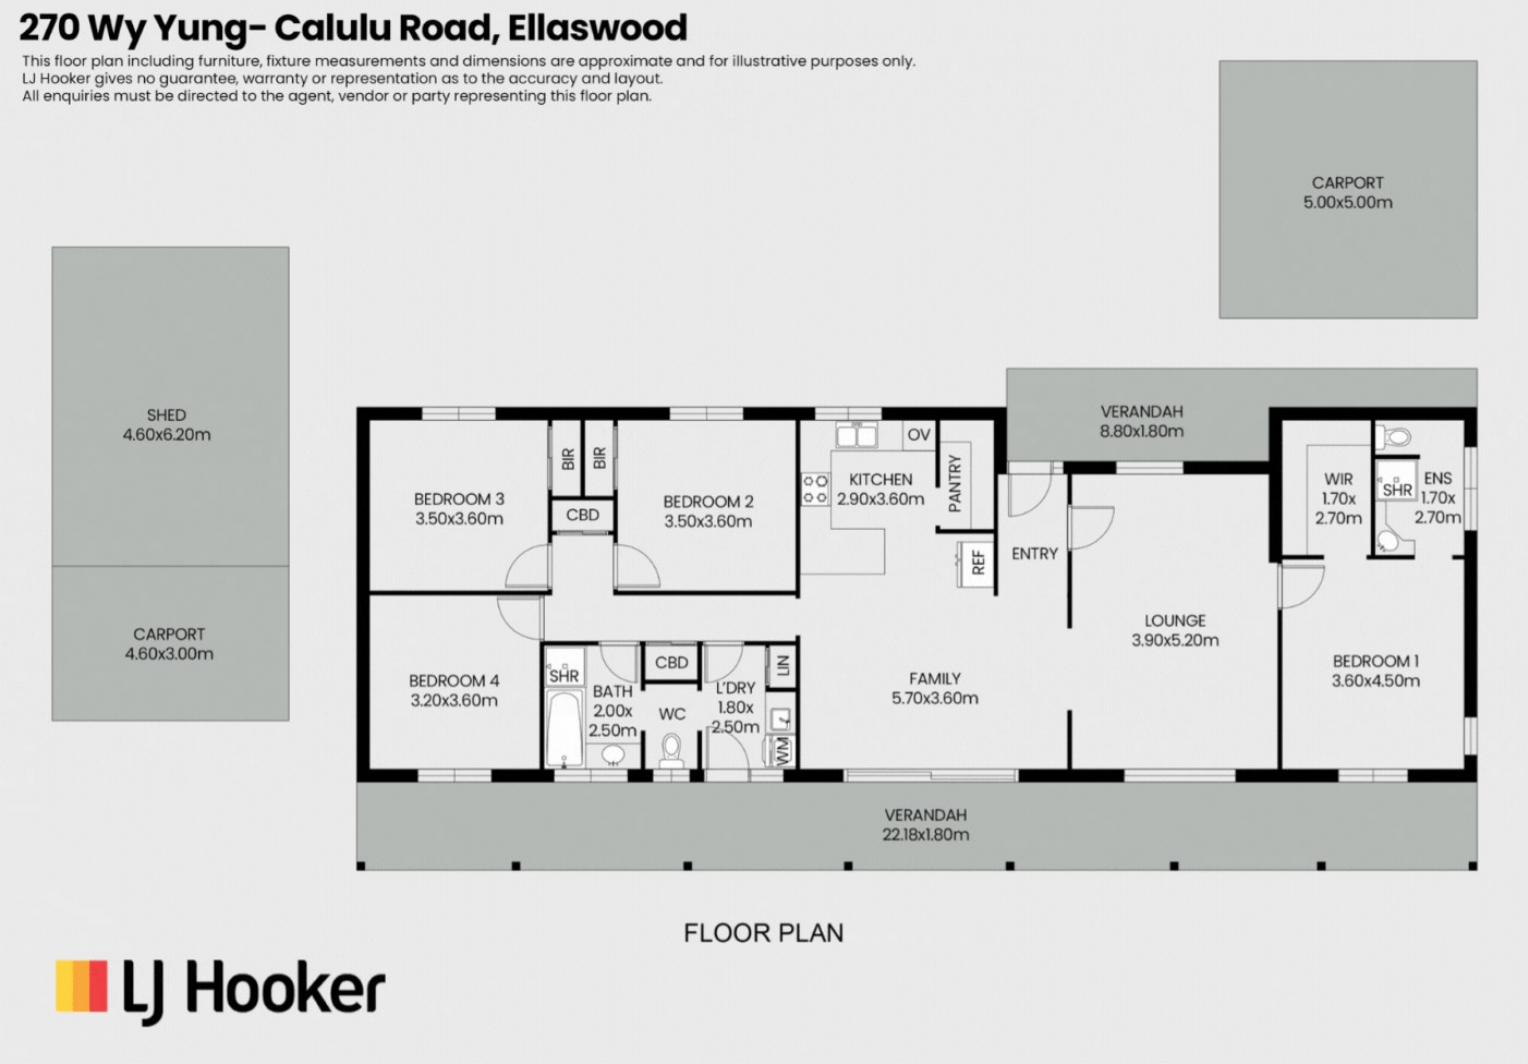 270 Wy Yung- Calulu Road, Ellaswood
This floor plan including furniture, fixture measurements and dimensions are approximate and for illustrative purposes only.
LJ Hooker gives no guarantee, warranty or representation as to the accuracy and layout.
All enquiries must be directed to the agent, vendor or party representing this floor plan.
CARPORT
5.00x5.00m
SHED
4.60x6.20m
CARPORT
4.60x3.00m
VERANDAH
8.80x1.80m
BEDROOM 3
3.50x3.60m
BIR
BIR
CBD
BEDROOM 2
3.50x3.60m
OV
KITCHEN
2.90x3.60m
PANTRY
REF
ENTRY
WIR
1.70x
2.70m
SHR
ENS
1.70x
2.70m
LOUNGE
3.90x5.20m
BEDROOM 1
3.60x4.50m
BEDROOM 4
3.20x3.60m
SHR
BATH
2.00x
2.50m
CBD
WC
L'DRY
1.80x
2.50m
LIN
WM
FAMILY
5.70x3.60m
VERANDAH
22.18x1.80m
FLOOR PLAN
LJ Hooker